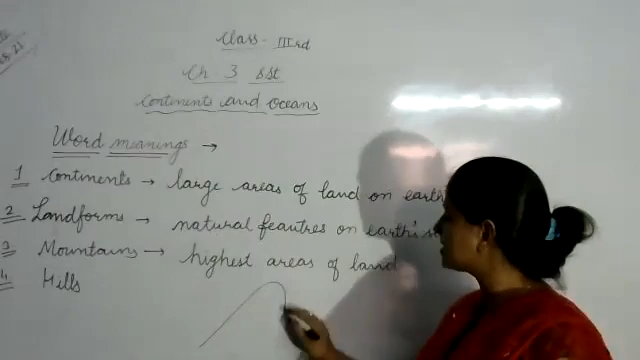 Class - IIIrd
Ch 3 SSt
Continents and Oceans
Word meanings →
1 Continents → large areas of land on earth
2 Landforms → natural feautres on earth's
3 Mountains → highest areas of land
4 Hills